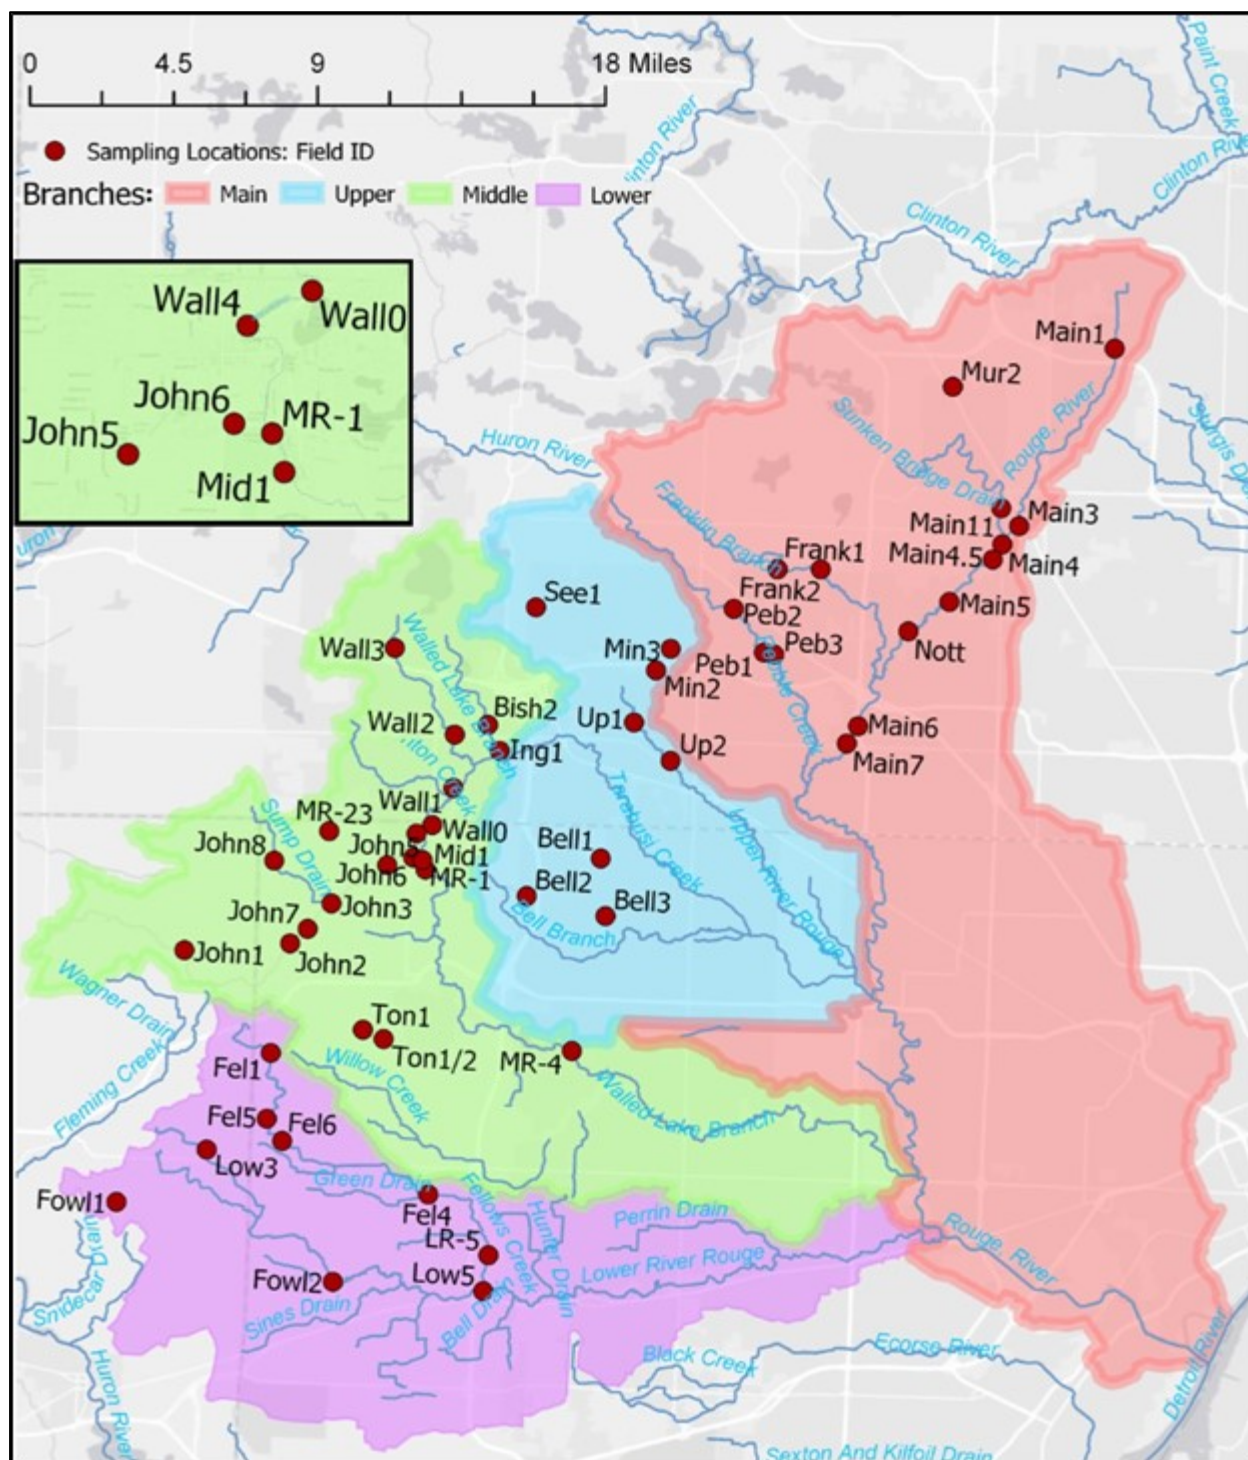 0 4.5 9 18 Miles
Sampling Locations: Field ID
Branches: Main Upper Middle Lower
Paint Creek
Clinton River
Clinton River
Wall4
Wall0
John6
MR-1
John5
Mid1
Main1
Mur2
Sunken Bridge Drain
Rouge, River
Sturgis
Huron River
Franklin Branch
Main3
Main11
Main4.5
Main4
Frank1
Frank2
Main5
See1
Peb2
Nott
Min3
Peb1
Peb3
Min2
Pebble Creek
Wall3
Walled Lake Branch
Bish2
Up1
Main6
Wall2
Ing1
Up2
Main7
Creek
Tarabusi Creek
Upper River Rouge
MR-23
Wall1
Wall0
Sump Drain
John8
Mid1
Bell1
John6
MR-1
Bell2
John3
Bell3
John7
Bell Branch
John1
John2
Wagner Drain
Ton1
Ton1/2
MR-4
Fel1
Willow Creek
Fleming Creek
Walled Lake Branch
Fel5
Fel6
Low3
Green Drain
Fowl1
Fel4
Fellows Creek
Hunter Drain
Perrin Drain
Rouge, River
LR-5
Lower River Rouge
Snidecar Drain
Fowl2
Low5
Sines Drain
Bell Drain
Huron River
Black Creek
Ecorse River
Detroit River
Sexton And Kilfoil Drain